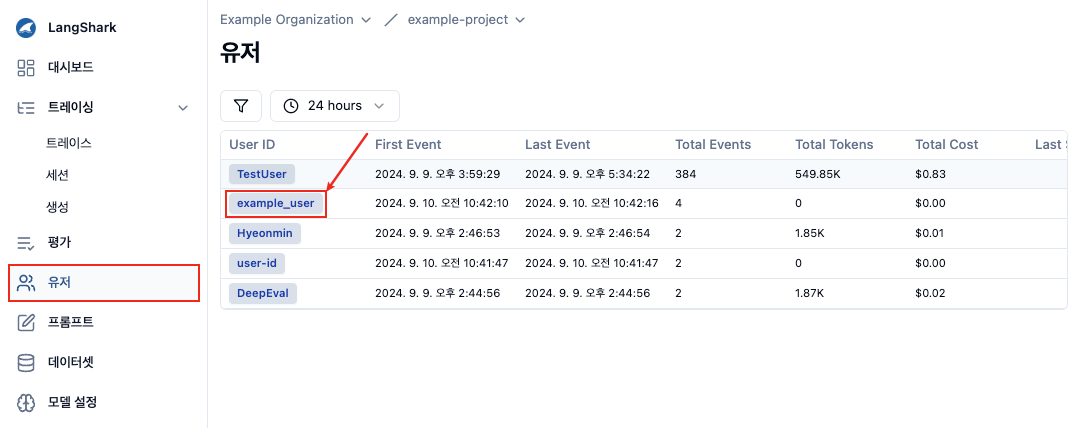 LangShark
대시보드
트레이싱
트레이스
세션
생성
평가
유저
프롬프트
데이터셋
모델 설정
Example Organization / example-project
유저
24 hours
User ID First Event Last Event Total Events Total Tokens Total Cost Last
TestUser 2024. 9. 9. 오후 3:59:29 2024. 9. 9. 오후 5:34:22 384 549.85K $0.83
example_user 2024. 9. 10. 오전 10:42:10 2024. 9. 10. 오전 10:42:16 4 0 $0.00
Hyeonmin 2024. 9. 9. 오후 2:46:53 2024. 9. 9. 오후 2:46:54 2 1.85K $0.01
user-id 2024. 9. 10. 오전 10:41:47 2024. 9. 10. 오전 10:41:47 2 0 $0.00
DeepEval 2024. 9. 9. 오후 2:44:56 2024. 9. 9. 오후 2:44:56 2 1.87K $0.02